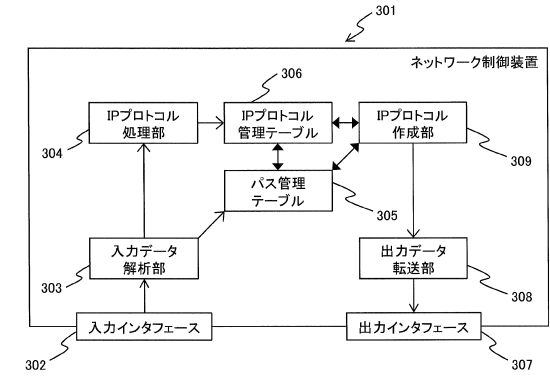 301
ネットワーク制御装置
306
IPプロトコル
処理部
IPプロトコル
管理テーブル
IPプロトコル
作成部
304
309
パス管理
テーブル
305
入力データ
解析部
出力データ
転送部
303
308
入力インタフェース
出力インタフェース
302
307